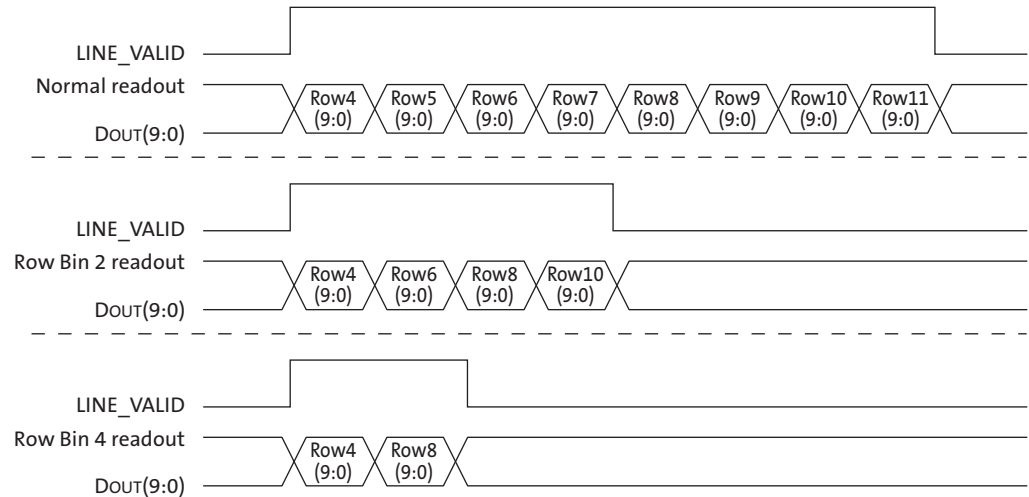 LINE_VALID
Normal readout
Row4 Row5 Row6 Row7 Row8 Row9 Row10 Row11
(9:0) (9:0) (9:0) (9:0) (9:0) (9:0) (9:0) (9:0)
DOUT(9:0)
LINE_VALID
Row Bin 2 readout
Row4 Row6 Row8 Row10
(9:0) (9:0) (9:0) (9:0)
DOUT(9:0)
LINE_VALID
Row Bin 4 readout
Row4 Row8
(9:0) (9:0)
DOUT(9:0)